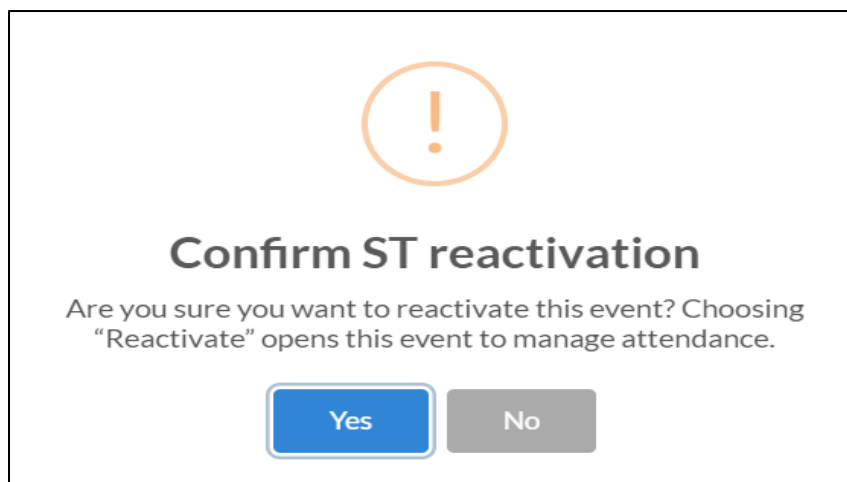 !
Confirm ST reactivation
Are you sure you want to reactivate this event? Choosing
“Reactivate” opens this event to manage attendance.
Yes
No